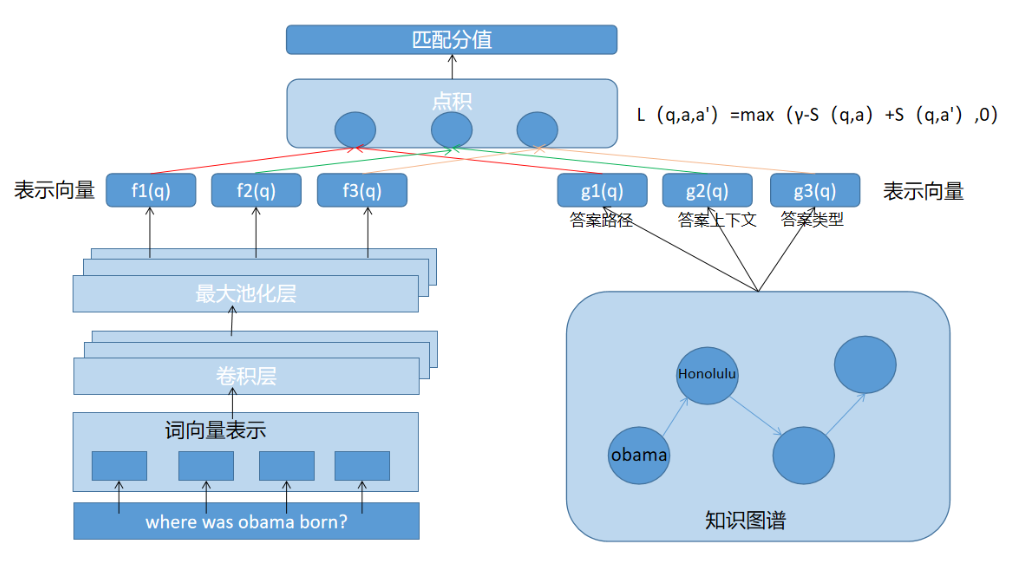 匹配分值
点积
L（q,a,a'）=max（γ-S（q,a）+S（q,a'）,0）
表示向量
f1(q)
f2(q)
f3(q)
g1(q)
g2(q)
g3(q)
表示向量
答案路径
答案上下文
答案类型
最大池化层
卷积层
词向量表示
where was obama born?
Honolulu
obama
知识图谱